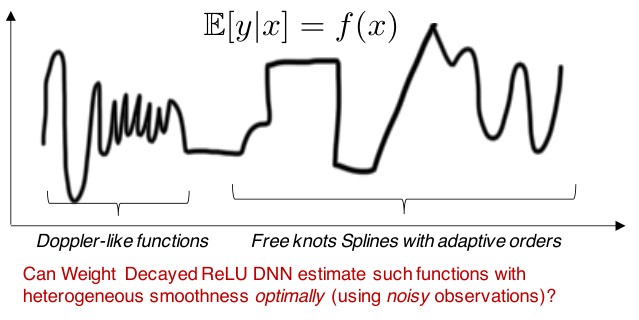 𝔼[y|x] = f(x)
Doppler-like functions
Free knots Splines with adaptive orders
Can Weight Decayed ReLU DNN estimate such functions with
heterogeneous smoothness optimally (using noisy observations)?